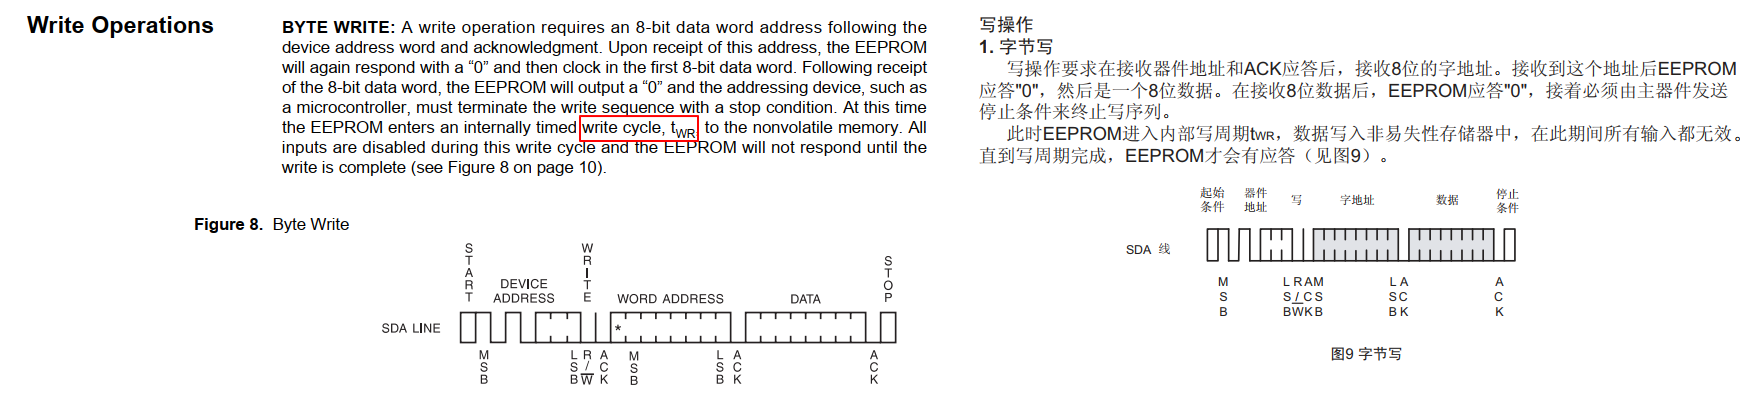 Write Operations
BYTE WRITE: A write operation requires an 8-bit data word address following the
device address word and acknowledgment. Upon receipt of this address, the EEPROM
will again respond with a “0” and then clock in the first 8-bit data word. Following receipt
of the 8-bit data word, the EEPROM will output a “0” and the addressing device, such as
a microcontroller, must terminate the write sequence with a stop condition. At this time
the EEPROM enters an internally timed write cycle, tWR, to the nonvolatile memory. All
inputs are disabled during this write cycle and the EEPROM will not respond until the
write is complete (see Figure 8 on page 10).
Figure 8. Byte Write
START
DEVICE
ADDRESS
WRITE
WORD ADDRESS
DATA
STOP
SDA LINE
*
MSB
LSB
R/W
ACK
MSB
LSB
ACK
ACK
写操作
1. 字节写
写操作要求在接收器件地址和ACK应答后，接收8位的字地址。接收到这个地址后EEPROM
应答"0"，然后是一个8位数据。在接收8位数据后，EEPROM应答"0"，接着必须由主器件发送
停止条件来终止写序列。
此时EEPROM进入内部写周期tWR，数据写入非易失性存储器中，在此期间所有输入都无效。
直到写周期完成，EEPROM才会有应答（见图9）。
起始
条件
器件
地址
写
字地址
数据
停止
条件
SDA 线
MSB
LSB
R/W
ACK
MSB
LSB
ACK
ACK
图9 字节写